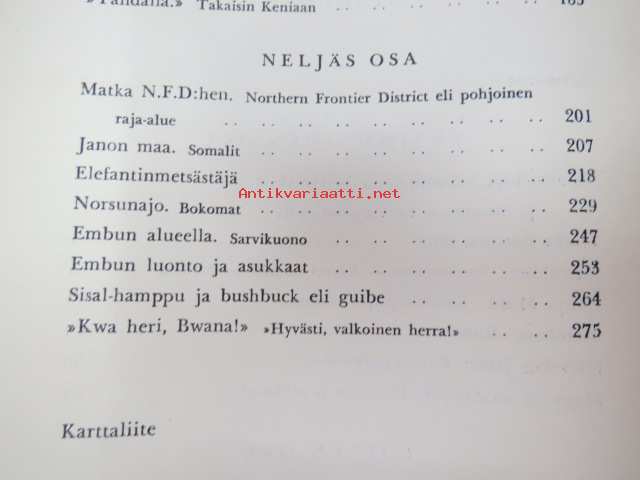 Takaisin Keniaan .. .. .. .. .. ..
NELJÄS OSA
Matka N.F.D:hen. Northern Frontier District eli pohjoinen
raja-alue .. .. .. .. .. .. .. .. 201
Janon maa. Somalit .. .. .. .. .. .. .. 207
Elefantinmetsästäjä .. .. .. .. .. .. .. 218
Antikvariaatti.net
Norsunajo. Bokomat .. .. .. .. .. .. .. 229
Embun alueella. Sarvikuono .. .. .. .. .. 247
Embun luonto ja asukkaat .. .. .. .. .. .. 253
Sisal-hamppu ja bushbuck eli guibe .. .. .. .. 264
»Kwa heri, Bwana!» »Hyvästi, valkoinen herra!» .. .. 275
Karttaliite